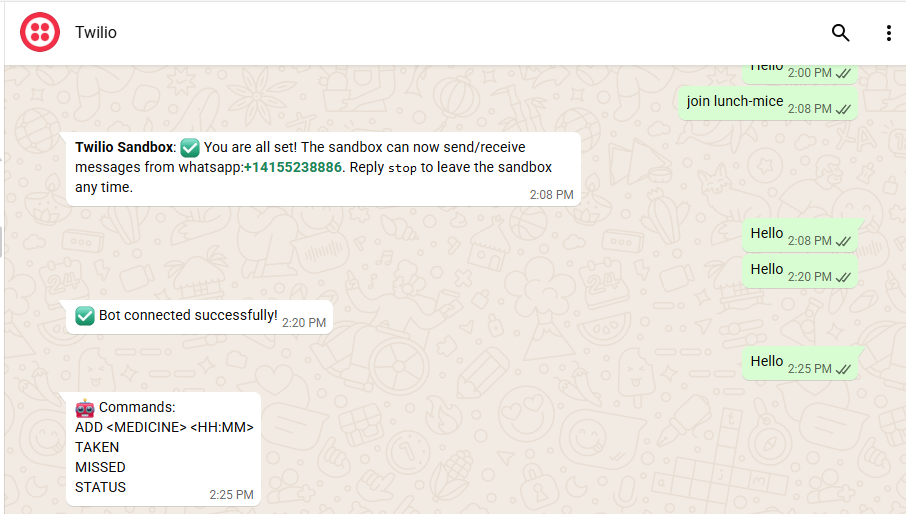 Twilio
Hello 2:00 PM
join lunch-mice 2:08 PM
Twilio Sandbox: ✅ You are all set! The sandbox can now send/receive
messages from whatsapp:+14155238886. Reply stop to leave the sandbox
any time.
2:08 PM
Hello 2:08 PM
Hello 2:20 PM
✅ Bot connected successfully! 2:20 PM
Hello 2:25 PM
🤖 Commands:
ADD <MEDICINE> <HH:MM>
TAKEN
MISSED
STATUS
2:25 PM